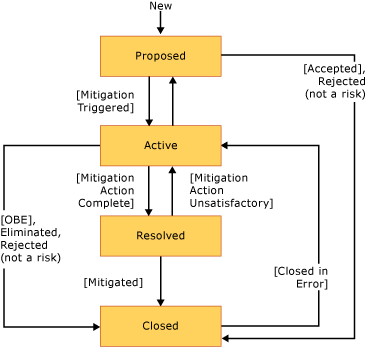 New
Proposed
[Accepted],
Rejected
(not a risk)
[Mitigation
Triggered]
Active
[Mitigation
Action
Complete]
[Mitigation
Action
Unsatisfactory]
[OBE],
Eliminated,
Rejected
(not a risk)
Resolved
[Closed in
Error]
[Mitigated]
Closed